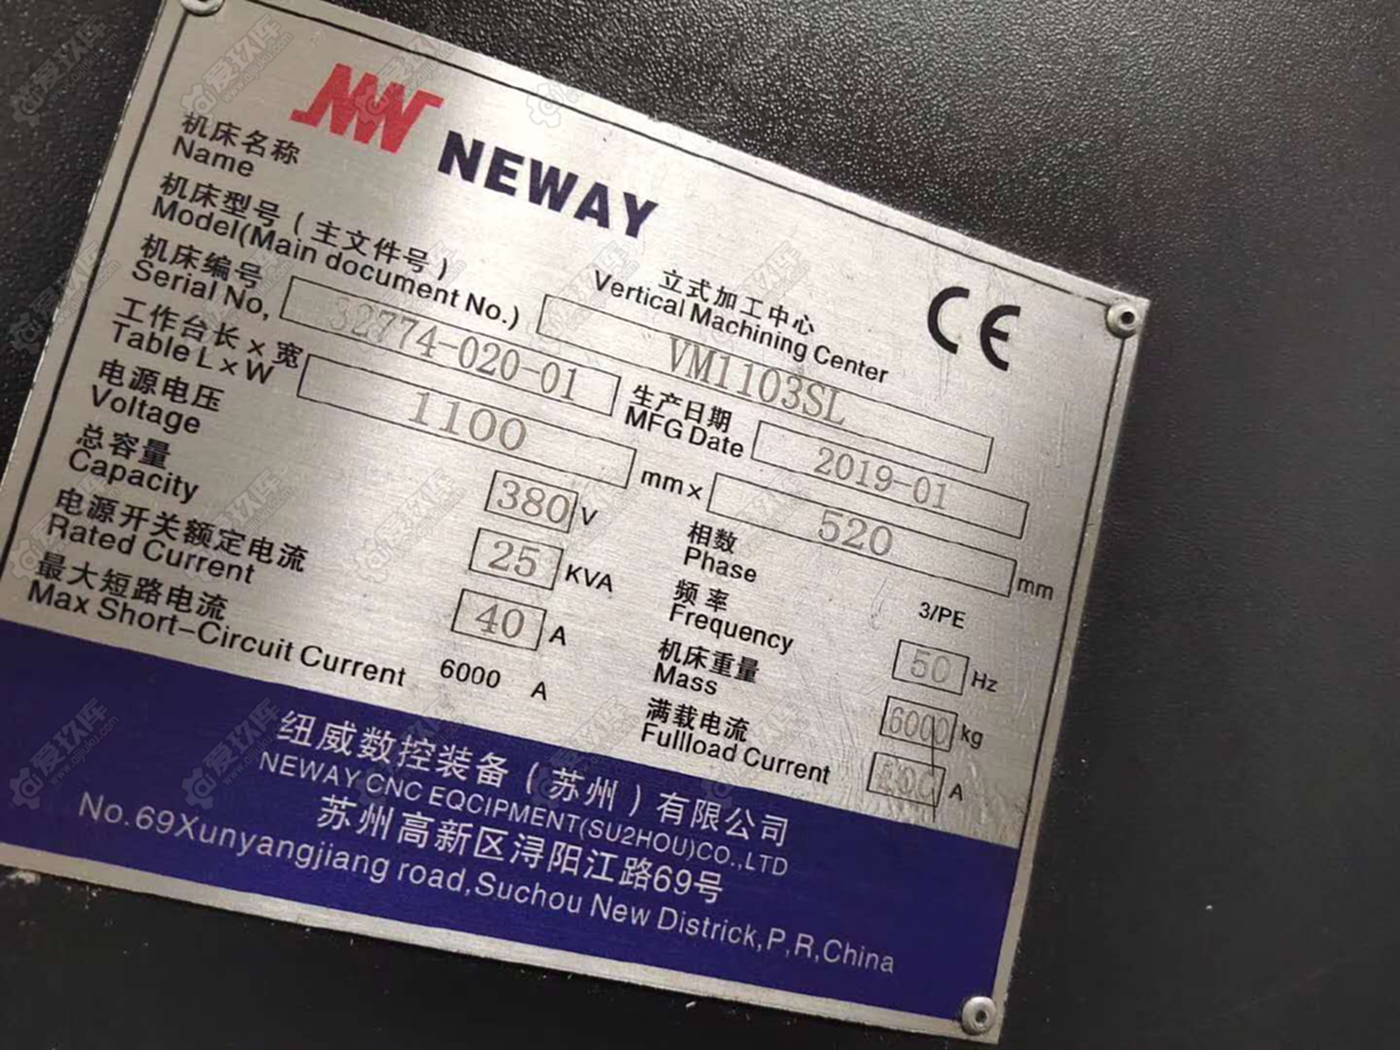 NEWAY
机床名称 立式加工中心
Name Vertical Machining Center
CE
机床型号(主文件号)
Model(Main document No.) VM1103SL
机床编号 生产日期
Serial No, 32774-020-01 MFG Date 2019-01
工作台长×宽
Table L×W 1100 mm× 520 mm
电源电压 相数
Voltage 380 V Phase 3/PE
总容量 频率
Capacity 25 KVA Frequency 50 Hz
电源开关额定电流 机床重量
Rated Current 40 A Mass 6000 kg
最大短路电流 满载电流
Max Short-Circuit Current 6000 A Fullload Current A
纽威数控装备(苏州)有限公司
NEWAY CNC EQCIPMENT(SU2HOU)CO.,LTD
苏州高新区浔阳江路69号
No.69Xunyangjiang road,Suchou New Districk,P,R,China